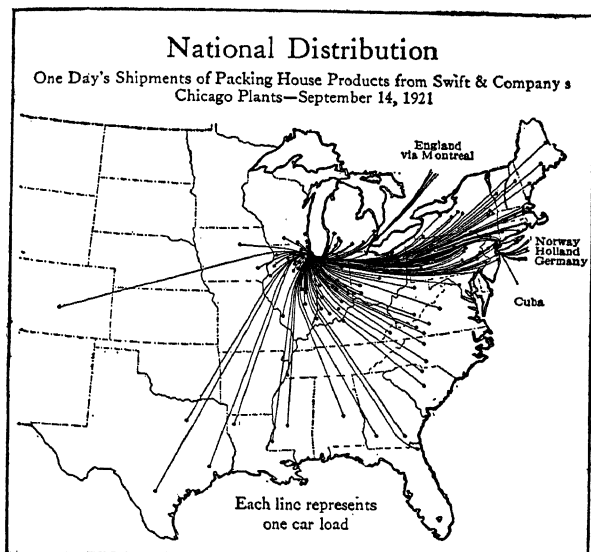 National Distribution
One Day's Shipments of Packing House Products from Swift & Company s
Chicago Plants—September 14, 1921
England
via Montreal
Norway
Holland
Germany
Cuba
Each line represents
one car load